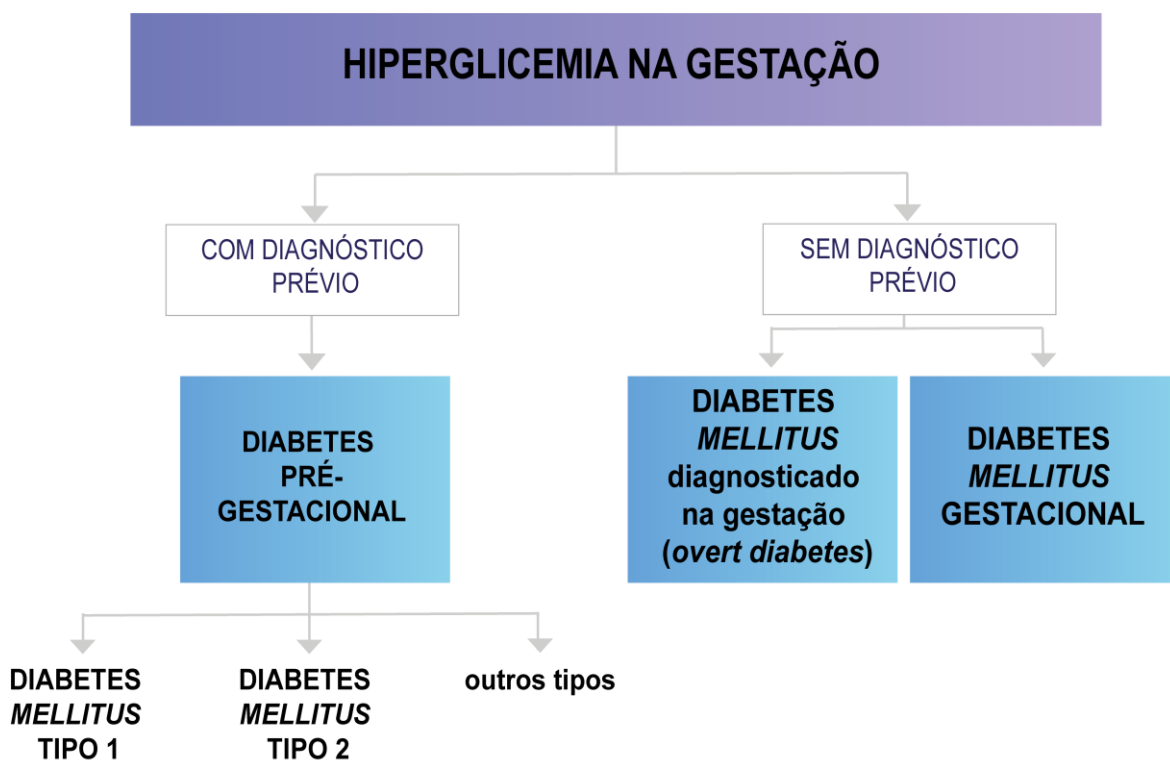 HIPERGLICEMIA NA GESTAÇÃO
COM DIAGNÓSTICO
PRÉVIO
SEM DIAGNÓSTICO
PRÉVIO
DIABETES
PRÉ-
GESTACIONAL
DIABETES
MELLITUS
diagnosticado
na gestação
(overt diabetes)
DIABETES
MELLITUS
GESTACIONAL
DIABETES
MELLITUS
TIPO 1
DIABETES
MELLITUS
TIPO 2
outros tipos